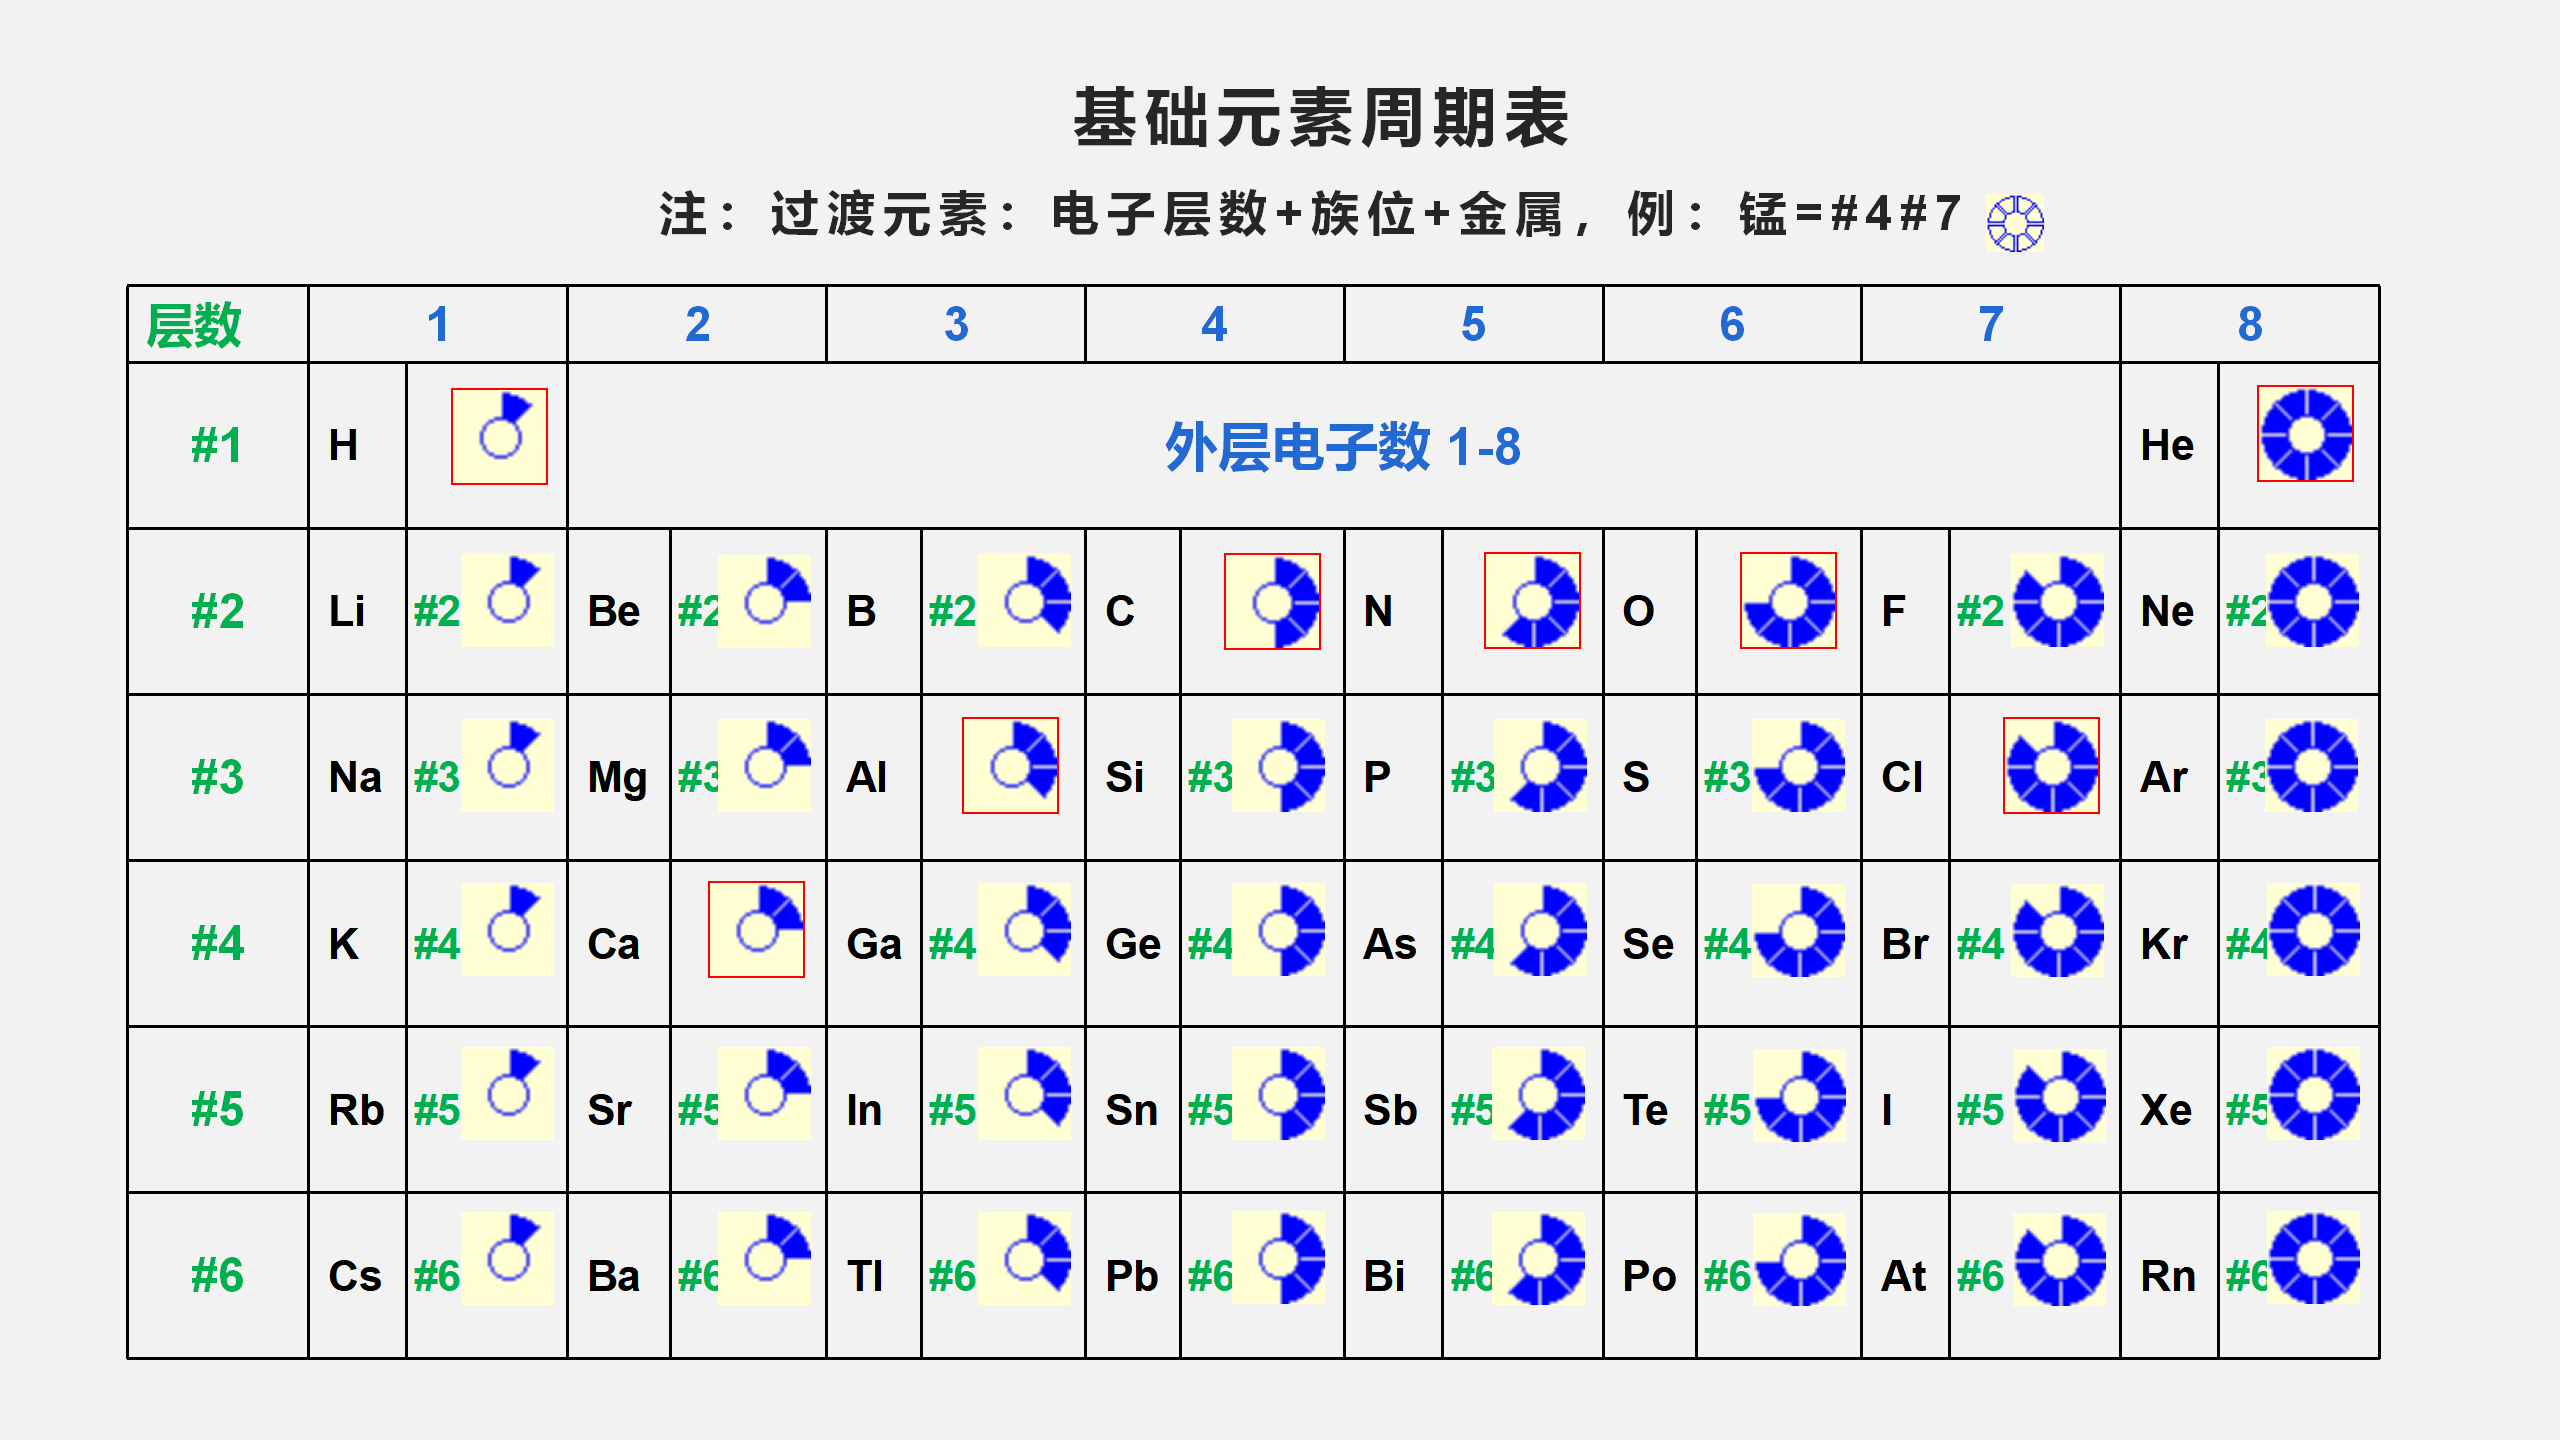 基础元素周期表
注：过渡元素：电子层数+族位+金属，例：锰=#4#7
层数 1 2 3 4 5 6 7 8
#1 H 外层电子数 1-8 He
#2 Li #2 Be #2 B #2 C N O F #2 Ne #2
#3 Na #3 Mg #3 Al Si #3 P #3 S #3 Cl Ar #3
#4 K #4 Ca Ga #4 Ge #4 As #4 Se #4 Br #4 Kr #4
#5 Rb #5 Sr #5 In #5 Sn #5 Sb #5 Te #5 I #5 Xe #5
#6 Cs #6 Ba #6 Tl #6 Pb #6 Bi #6 Po #6 At #6 Rn #6